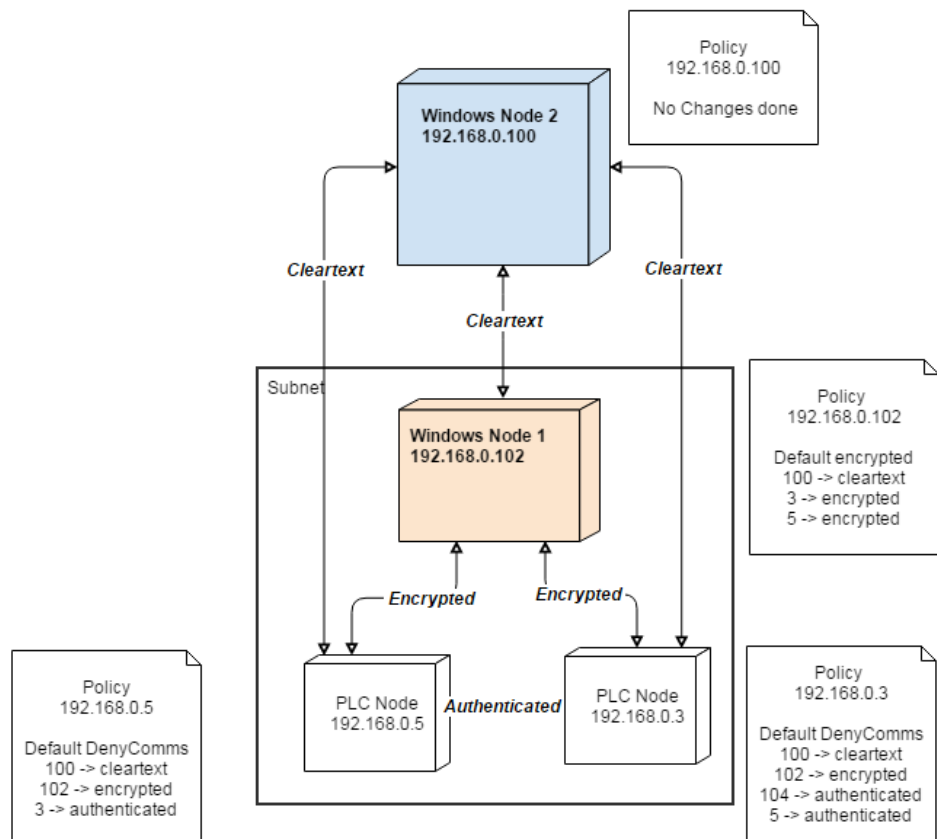 Policy
192.168.0.100
No Changes done
Windows Node 2
192.168.0.100
Cleartext
Cleartext
Cleartext
Subnet
Windows Node 1
192.168.0.102
Policy
192.168.0.102
Default encrypted
100 -> cleartext
3 -> encrypted
5 -> encrypted
Encrypted
Encrypted
PLC Node
192.168.0.5
Authenticated
PLC Node
192.168.0.3
Policy
192.168.0.5
Default DenyComms
100 -> cleartext
102 -> encrypted
3 -> authenticated
Policy
192.168.0.3
Default DenyComms
100 -> cleartext
102 -> encrypted
104 -> authenticated
5 -> authenticated